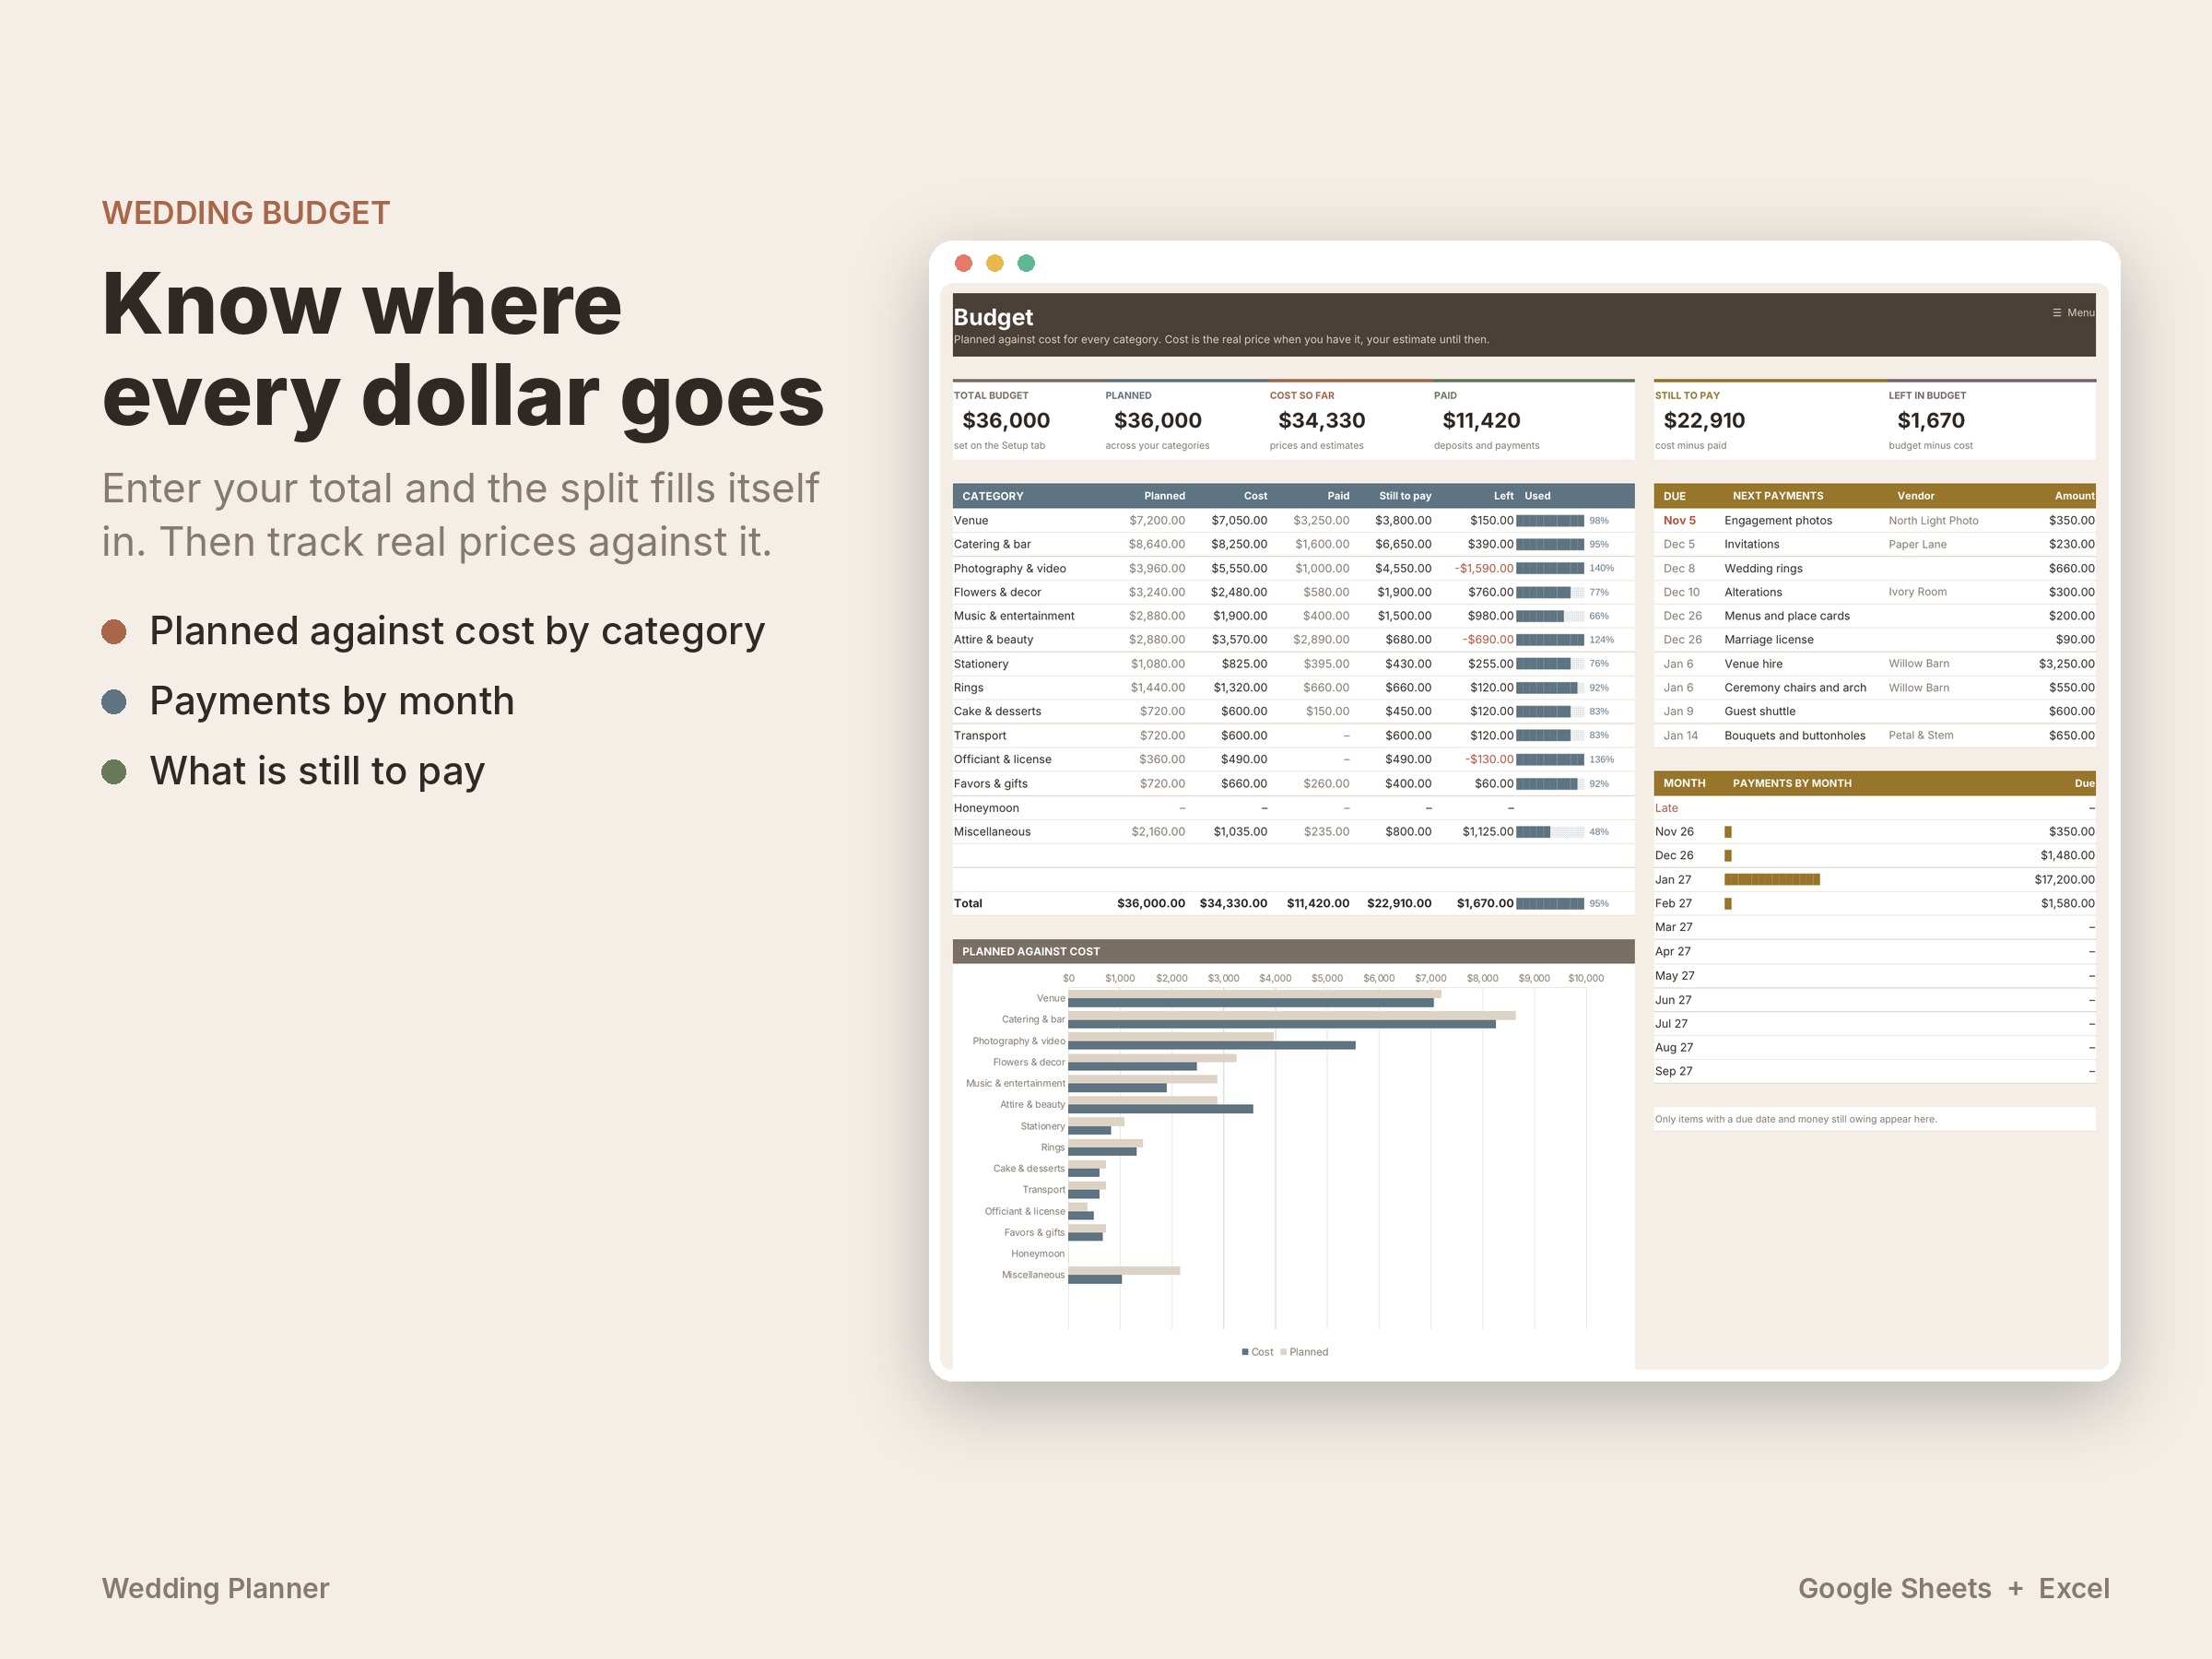 WEDDING BUDGET
Know where
every dollar goes
Enter your total and the split fills itself
in. Then track real prices against it.
Planned against cost by category
Payments by month
What is still to pay
Budget
☰ Menu
Planned against cost for every category. Cost is the real price when you have it, your estimate until then.
TOTAL BUDGET PLANNED COST SO FAR PAID STILL TO PAY LEFT IN BUDGET
$36,000 $36,000 $34,330 $11,420 $22,910 $1,670
set on the Setup tab across your categories prices and estimates deposits and payments cost minus paid budget minus cost
CATEGORY Planned Cost Paid Still to pay Left Used
Venue $7,200.00 $7,050.00 $3,250.00 $3,800.00 $150.00 98%
Catering & bar $8,640.00 $8,250.00 $1,600.00 $6,650.00 $390.00 95%
Photography & video $3,960.00 $5,550.00 $1,000.00 $4,550.00 -$1,590.00 140%
Flowers & decor $3,240.00 $2,480.00 $580.00 $1,900.00 $760.00 77%
Music & entertainment $2,880.00 $1,900.00 $400.00 $1,500.00 $980.00 66%
Attire & beauty $2,880.00 $3,570.00 $2,890.00 $680.00 -$690.00 124%
Stationery $1,080.00 $825.00 $395.00 $430.00 $255.00 76%
Rings $1,440.00 $1,320.00 $660.00 $660.00 $120.00 92%
Cake & desserts $720.00 $600.00 $150.00 $450.00 $120.00 83%
Transport $720.00 $600.00 – $600.00 $120.00 83%
Officiant & license $360.00 $490.00 – $490.00 -$130.00 136%
Favors & gifts $720.00 $660.00 $260.00 $400.00 $60.00 92%
Honeymoon – – – – –
Miscellaneous $2,160.00 $1,035.00 $235.00 $800.00 $1,125.00 48%
Total $36,000.00 $34,330.00 $11,420.00 $22,910.00 $1,670.00 95%
PLANNED AGAINST COST
$0 $1,000 $2,000 $3,000 $4,000 $5,000 $6,000 $7,000 $8,000 $9,000 $10,000
Venue
Catering & bar
Photography & video
Flowers & decor
Music & entertainment
Attire & beauty
Stationery
Rings
Cake & desserts
Transport
Officiant & license
Favors & gifts
Honeymoon
Miscellaneous
Cost Planned
DUE NEXT PAYMENTS Vendor Amount
Nov 5 Engagement photos North Light Photo $350.00
Dec 5 Invitations Paper Lane $230.00
Dec 8 Wedding rings $660.00
Dec 10 Alterations Ivory Room $300.00
Dec 26 Menus and place cards $200.00
Dec 26 Marriage license $90.00
Jan 6 Venue hire Willow Barn $3,250.00
Jan 6 Ceremony chairs and arch Willow Barn $550.00
Jan 9 Guest shuttle $600.00
Jan 14 Bouquets and buttonholes Petal & Stem $650.00
MONTH PAYMENTS BY MONTH Due
Late –
Nov 26 $350.00
Dec 26 $1,480.00
Jan 27 $17,200.00
Feb 27 $1,580.00
Mar 27 –
Apr 27 –
May 27 –
Jun 27 –
Jul 27 –
Aug 27 –
Sep 27 –
Only items with a due date and money still owing appear here.
Wedding Planner
Google Sheets + Excel